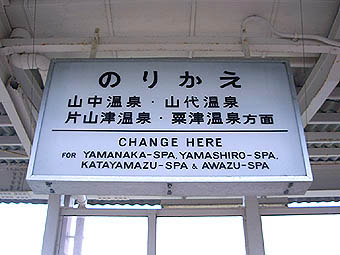 のりかえ
山中温泉・山代温泉
片山津温泉・粟津温泉方面
CHANGE HERE
FOR YAMANAKA-SPA, YAMASHIRO-SPA,
KATAYAMAZU-SPA & AWAZU-SPA